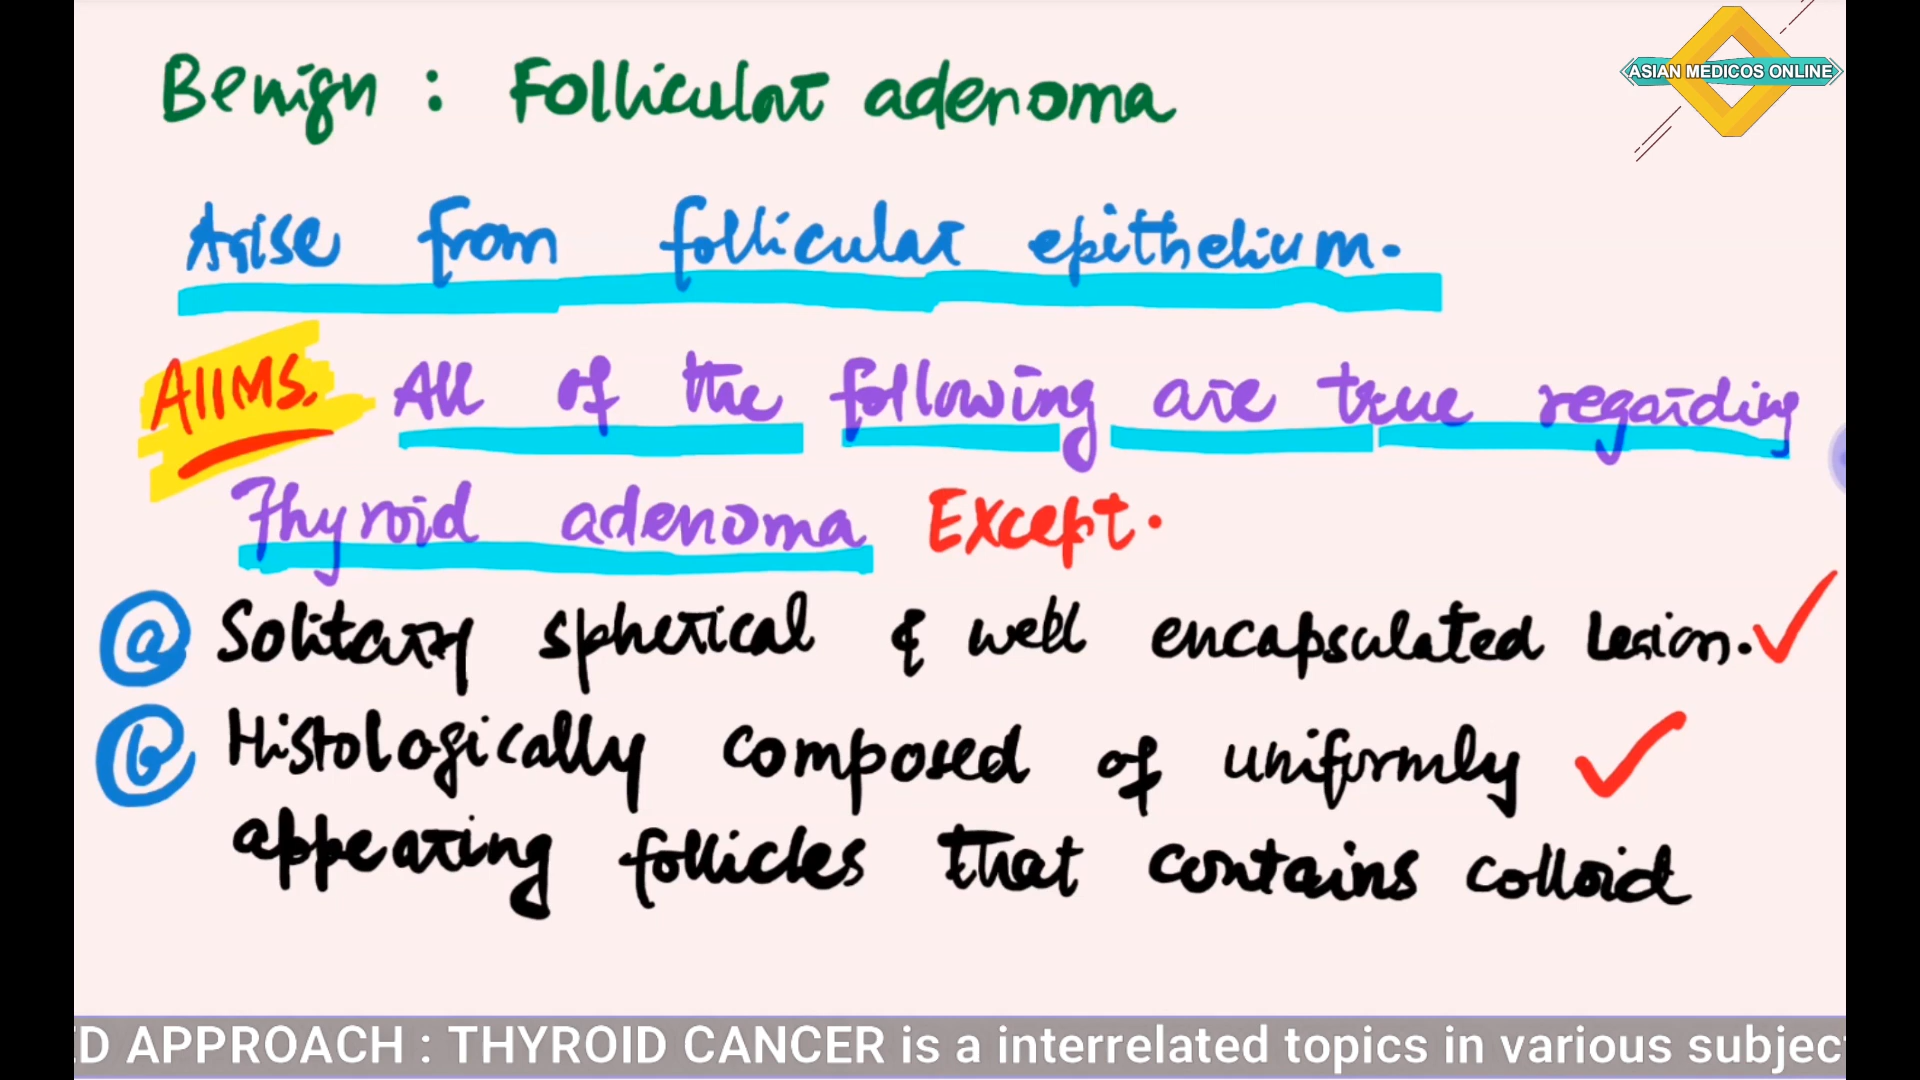 Benign : Follicular adenoma
ASIAN MEDICOS ONLINE
Arise from follicular epithelium.
AIIMS. All of the following are true regarding
Thyroid adenoma Except.
a Solitary spherical & well encapsulated lesion.
b Histologically composed of uniformly
appearing follicles that contains colloid
ED APPROACH : THYROID CANCER is a interrelated topics in various subjec